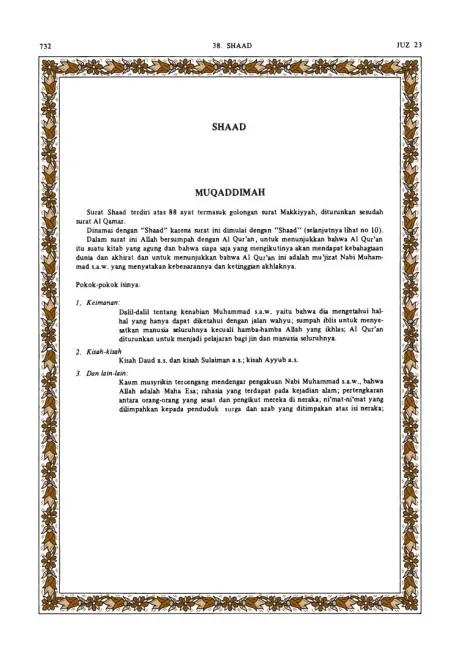 732 38. SHAAD JUZ 23
SHAAD
MUQADDIMAH
Surat Shaad terdiri atas 88 ayat termasuk golongan surat Makkiyyah, diturunkan sesudah
surat Al Qamar.
Dinamai dengan "Shaad" karena surat ini dimulai dengan "Shaad" (selanjutnya lihat no 10).
Dalam surat ini Allah bersumpah dengan Al Qur'an, untuk menunjukkan bahwa Al Qur'an
itu suatu kitab yang agung dan bahwa siapa saja yang mengikutinya akan mendapat kebahagiaan
dunia dan akhirat dan untuk menunjukkan bahwa Al Qur'an ini adalah mu'jizat Nabi Muham-
mad s.a.w. yang menyatakan kebenarannya dan ketinggian akhlaknya.
Pokok-pokok isinya:
1, Keimanan:
Dalil-dalil tentang kenabian Muhammad s.a.w. yaitu bahwa dia mengetahui hal-
hal yang hanya dapat diketahui dengan jalan wahyu; sumpah iblis untuk menye-
satkan manusia seluruhnya kecuali hamba-hamba Allah yang ikhlas; Al Qur'an
diturunkan untuk menjadi pelajaran bagi jin dan manusia seluruhnya.
2. Kisah-kisah
Kisah Daud a.s. dan kisah Sulaiman a.s.; kisah Ayyub a.s.
3. Dan lain-lain:
Kaum musyrikin tercengang mendengar pengakuan Nabi Muhammad s.a.w., bahwa
Allah adalah Maha Esa; rahasia yang terdapat pada kejadian alam; pertengkaran
antara orang-orang yang sesat dan pengikut mereka di neraka; ni'mat-ni'mat yang
dilimpahkan kepada penduduk surga dan azab yang ditimpakan atas isi neraka;